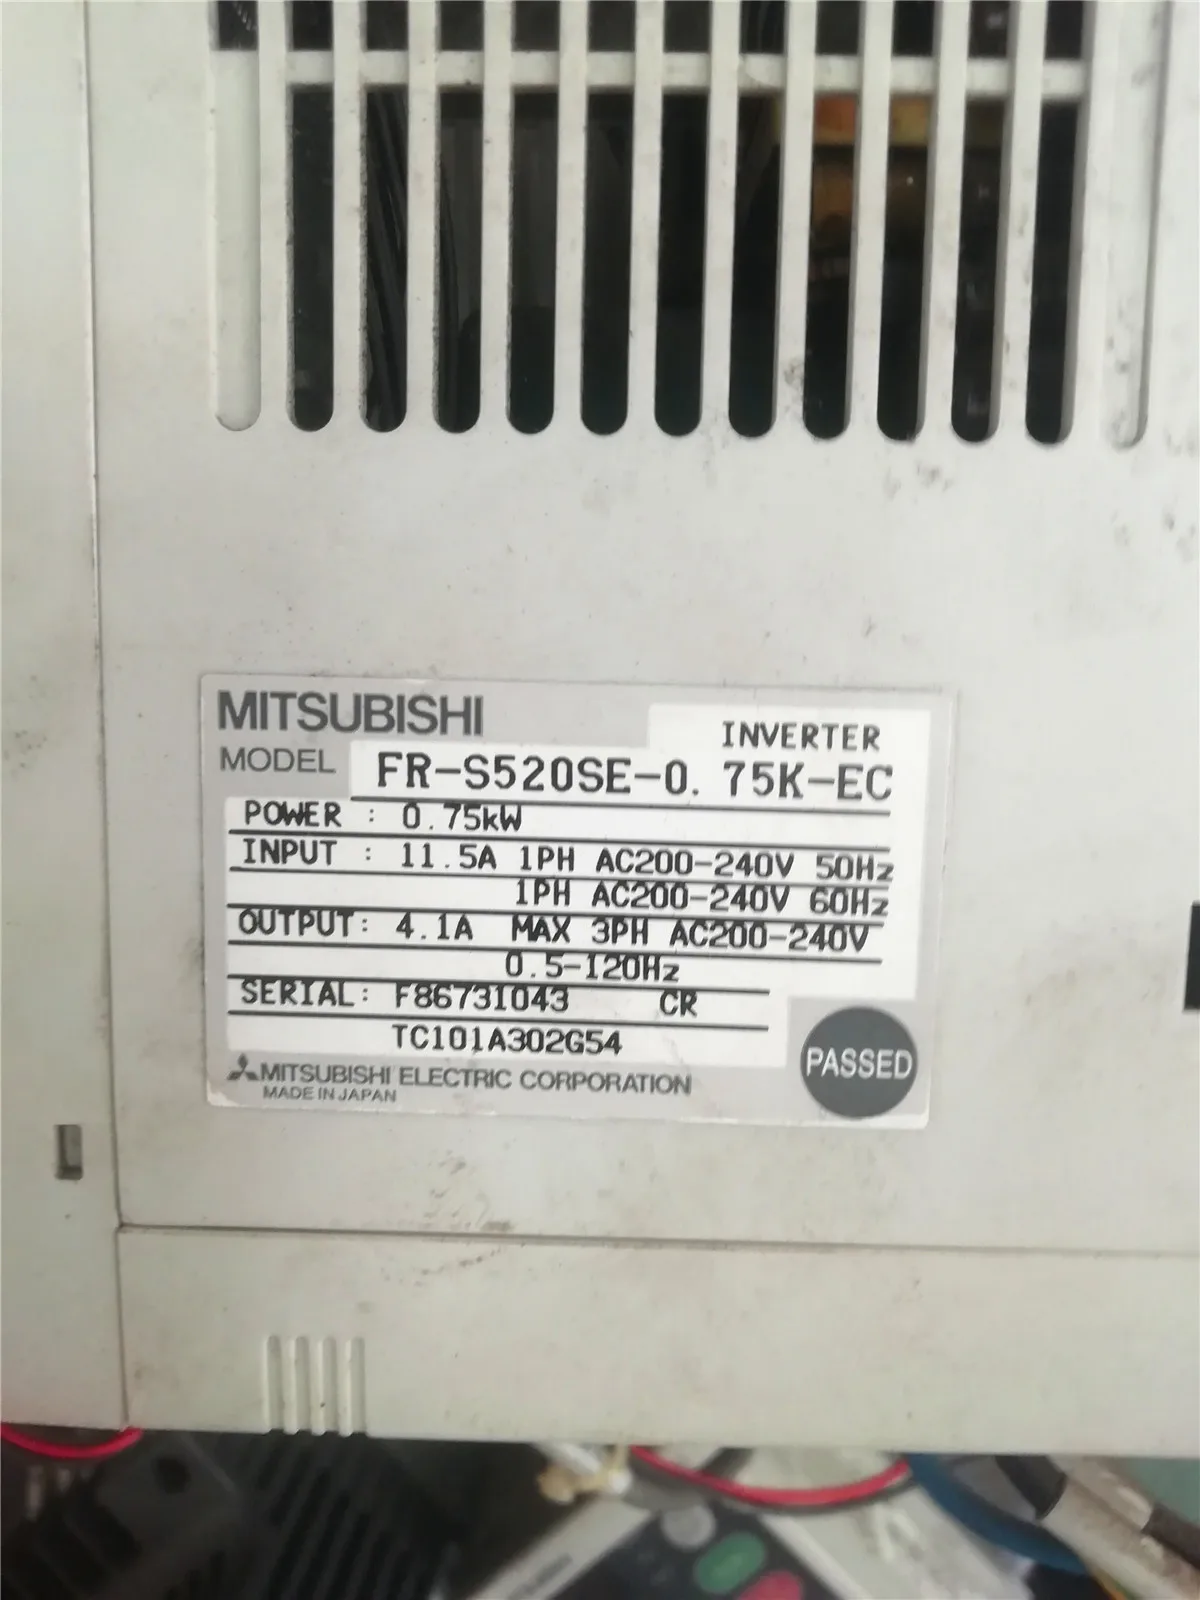 MITSUBISHI
INVERTER
MODEL FR-S520SE-0.75K-EC
POWER : 0.75kW
INPUT : 11.5A 1PH AC200-240V 50Hz
1PH AC200-240V 60Hz
OUTPUT: 4.1A MAX 3PH AC200-240V
0.5-120Hz
SERIAL: F86731043 CR
TC101A302G54
PASSED
MITSUBISHI ELECTRIC CORPORATION
MADE IN JAPAN